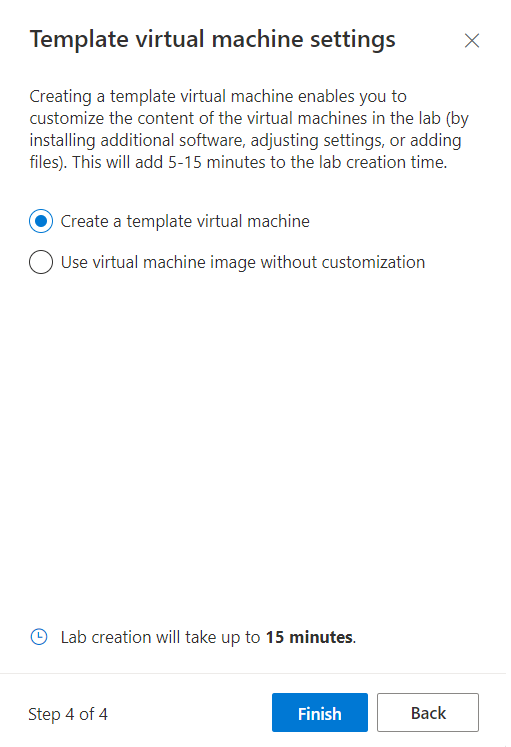 Template virtual machine settings
Creating a template virtual machine enables you to
customize the content of the virtual machines in the lab (by
installing additional software, adjusting settings, or adding
files). This will add 5-15 minutes to the lab creation time.
Create a template virtual machine
Use virtual machine image without customization
Lab creation will take up to 15 minutes.
Step 4 of 4
Finish
Back